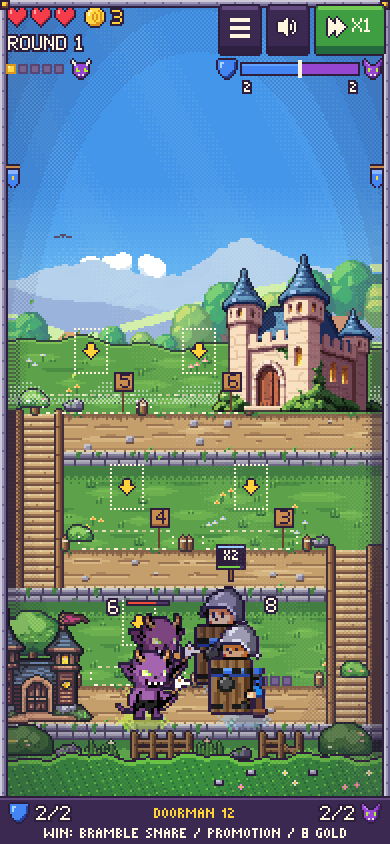 3
X1
ROUND 1
2 2
5 6
4 3
X2
6 8
2/2 DOORMAN 12 2/2
WIN: BRAMBLE SNARE / PROMOTION / 8 GOLD